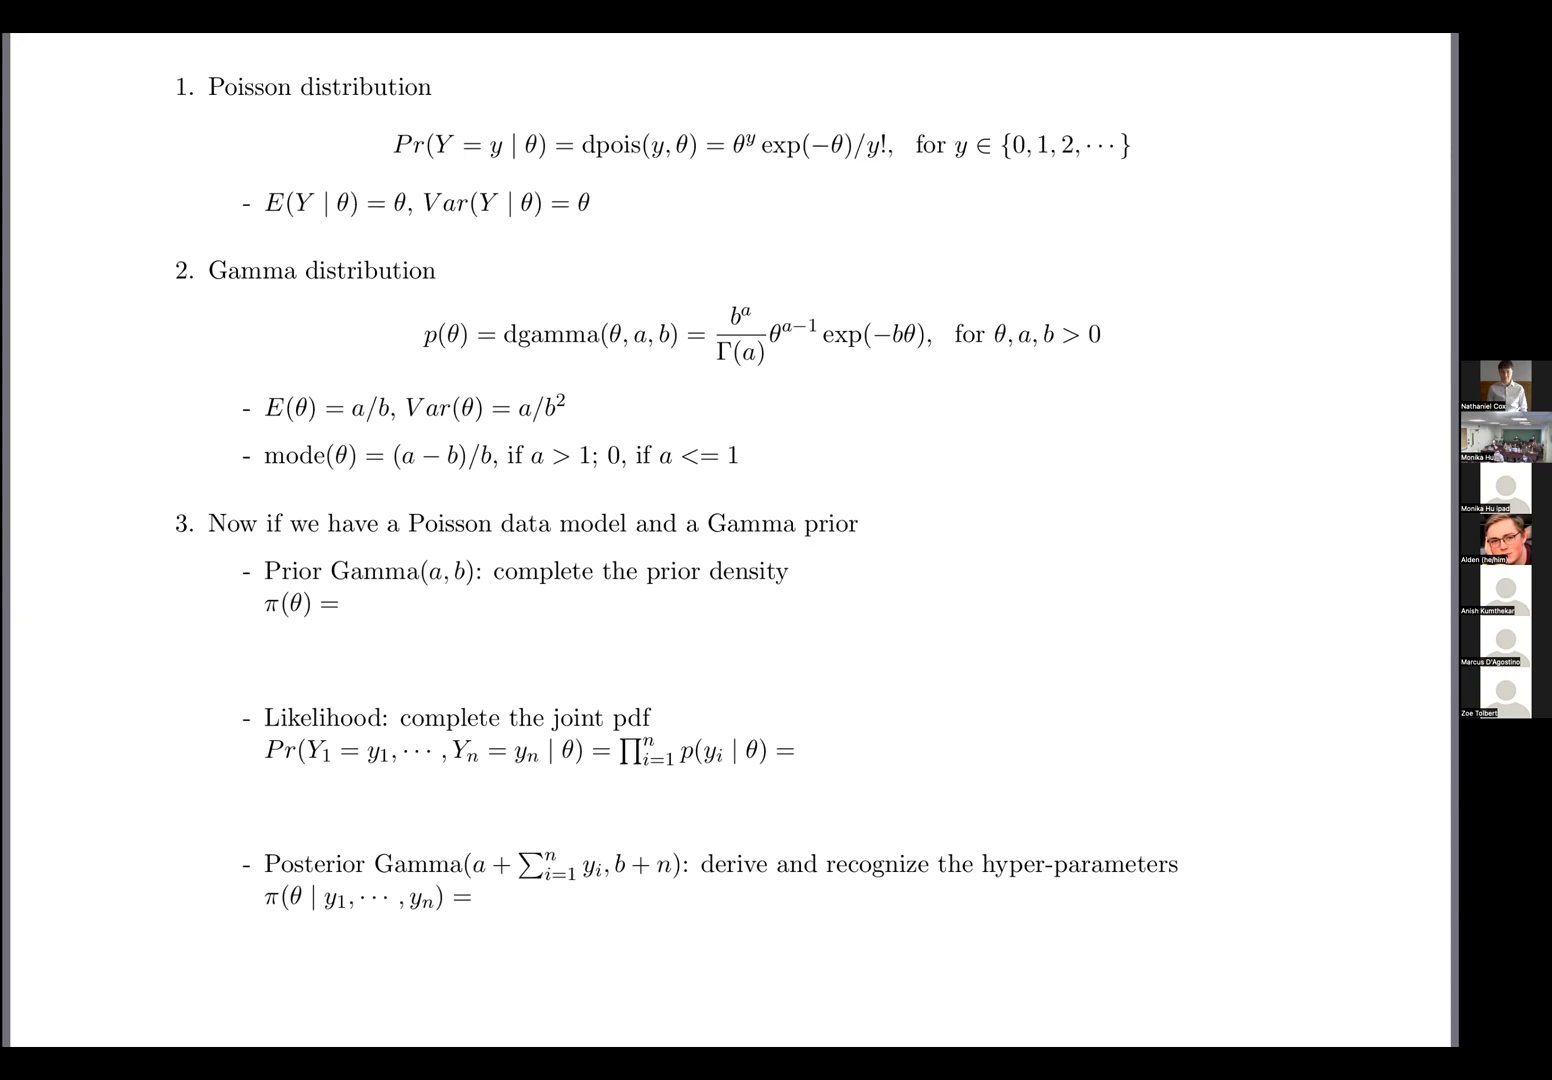 1. Poisson distribution
Pr(Y = y | θ) = dpois(y, θ) = θ^y exp(−θ)/y!, for y ∈ {0, 1, 2, ⋯}
- E(Y | θ) = θ, Var(Y | θ) = θ
2. Gamma distribution
p(θ) = dgamma(θ, a, b) = b^a/Γ(a) θ^{a−1} exp(−bθ), for θ, a, b > 0
- E(θ) = a/b, Var(θ) = a/b²
- mode(θ) = (a − b)/b, if a > 1; 0, if a <= 1
3. Now if we have a Poisson data model and a Gamma prior
- Prior Gamma(a, b): complete the prior density
π(θ) =
- Likelihood: complete the joint pdf
Pr(Y₁ = y₁, ⋯ , Yₙ = yₙ | θ) = ∏ⁿᵢ₌₁ p(yᵢ | θ) =
- Posterior Gamma(a + ∑ⁿᵢ₌₁ yᵢ, b + n): derive and recognize the hyper-parameters
π(θ | y₁, ⋯ , yₙ) =
Nathaniel Cox
Monika Hu
Monika Hu ipad
Aiden (he/him)
Anish Kumthekar
Marcus D'Agostino
Zoe Tolbert